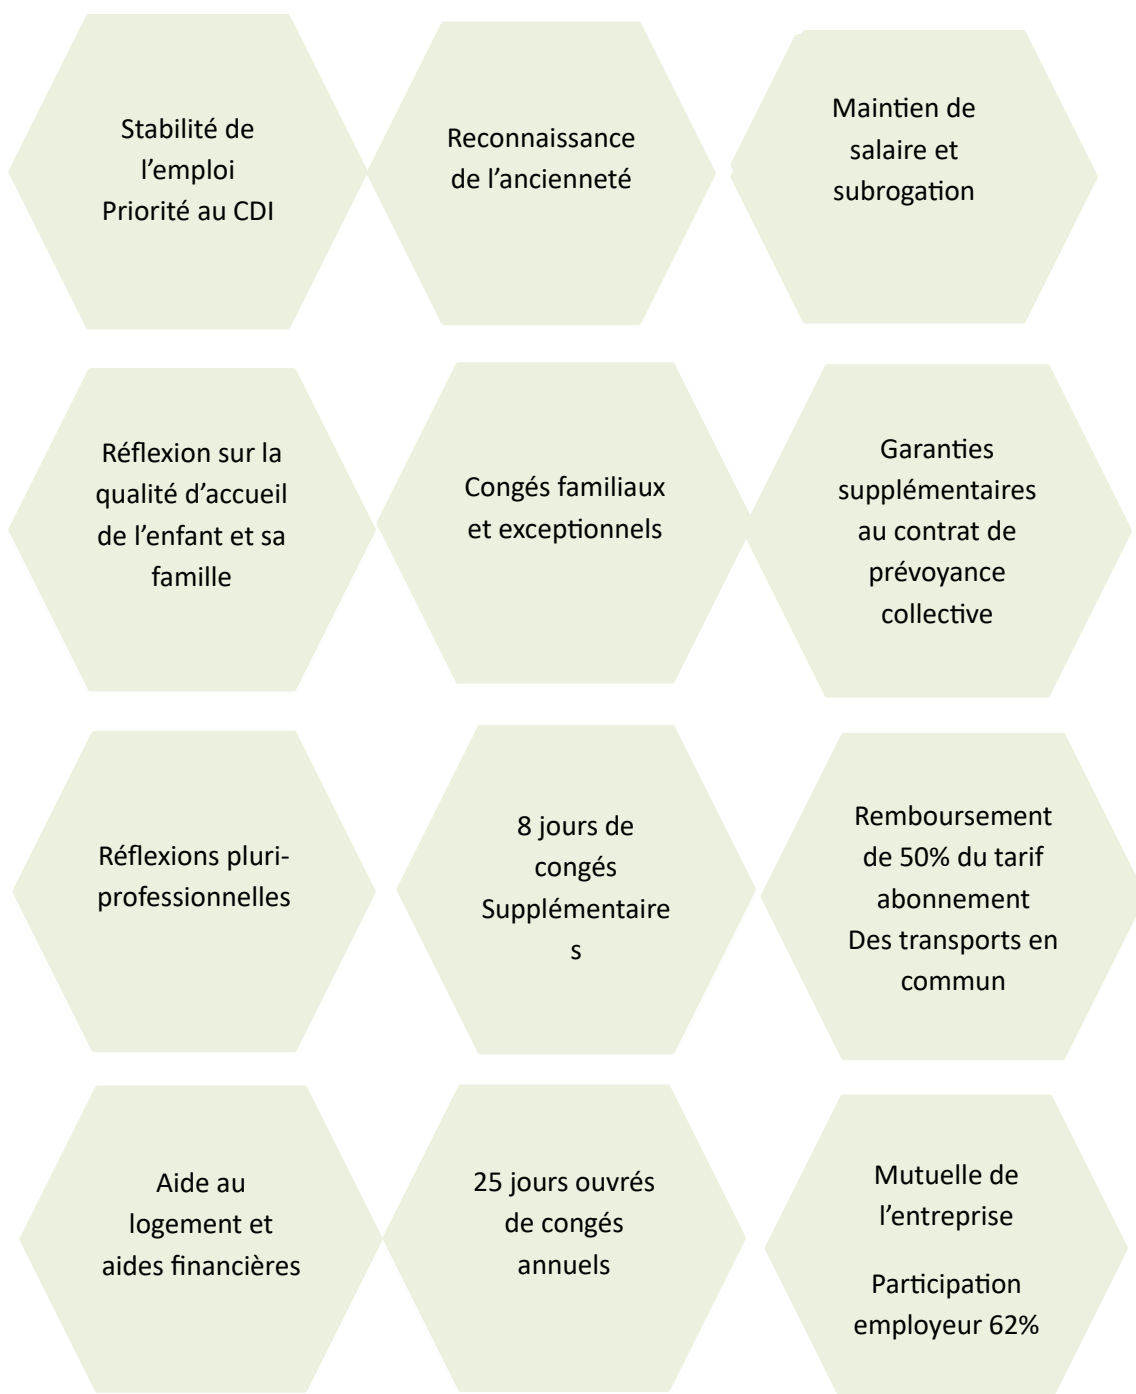 Stabilité de
l’emploi
Priorité au CDI
Reconnaissance
de l’ancienneté
Maintien de
salaire et
subrogation
Réflexion sur la
qualité d’accueil
de l’enfant et sa
famille
Congés familiaux
et exceptionnels
Garanties
supplémentaires
au contrat de
prévoyance
collective
Réflexions pluri-
professionnelles
8 jours de
congés
Supplémentaire
s
Remboursement
de 50% du tarif
abonnement
Des transports en
commun
Aide au
logement et
aides financières
25 jours ouvrés
de congés
annuels
Mutuelle de
l’entreprise
Participation
employeur 62%